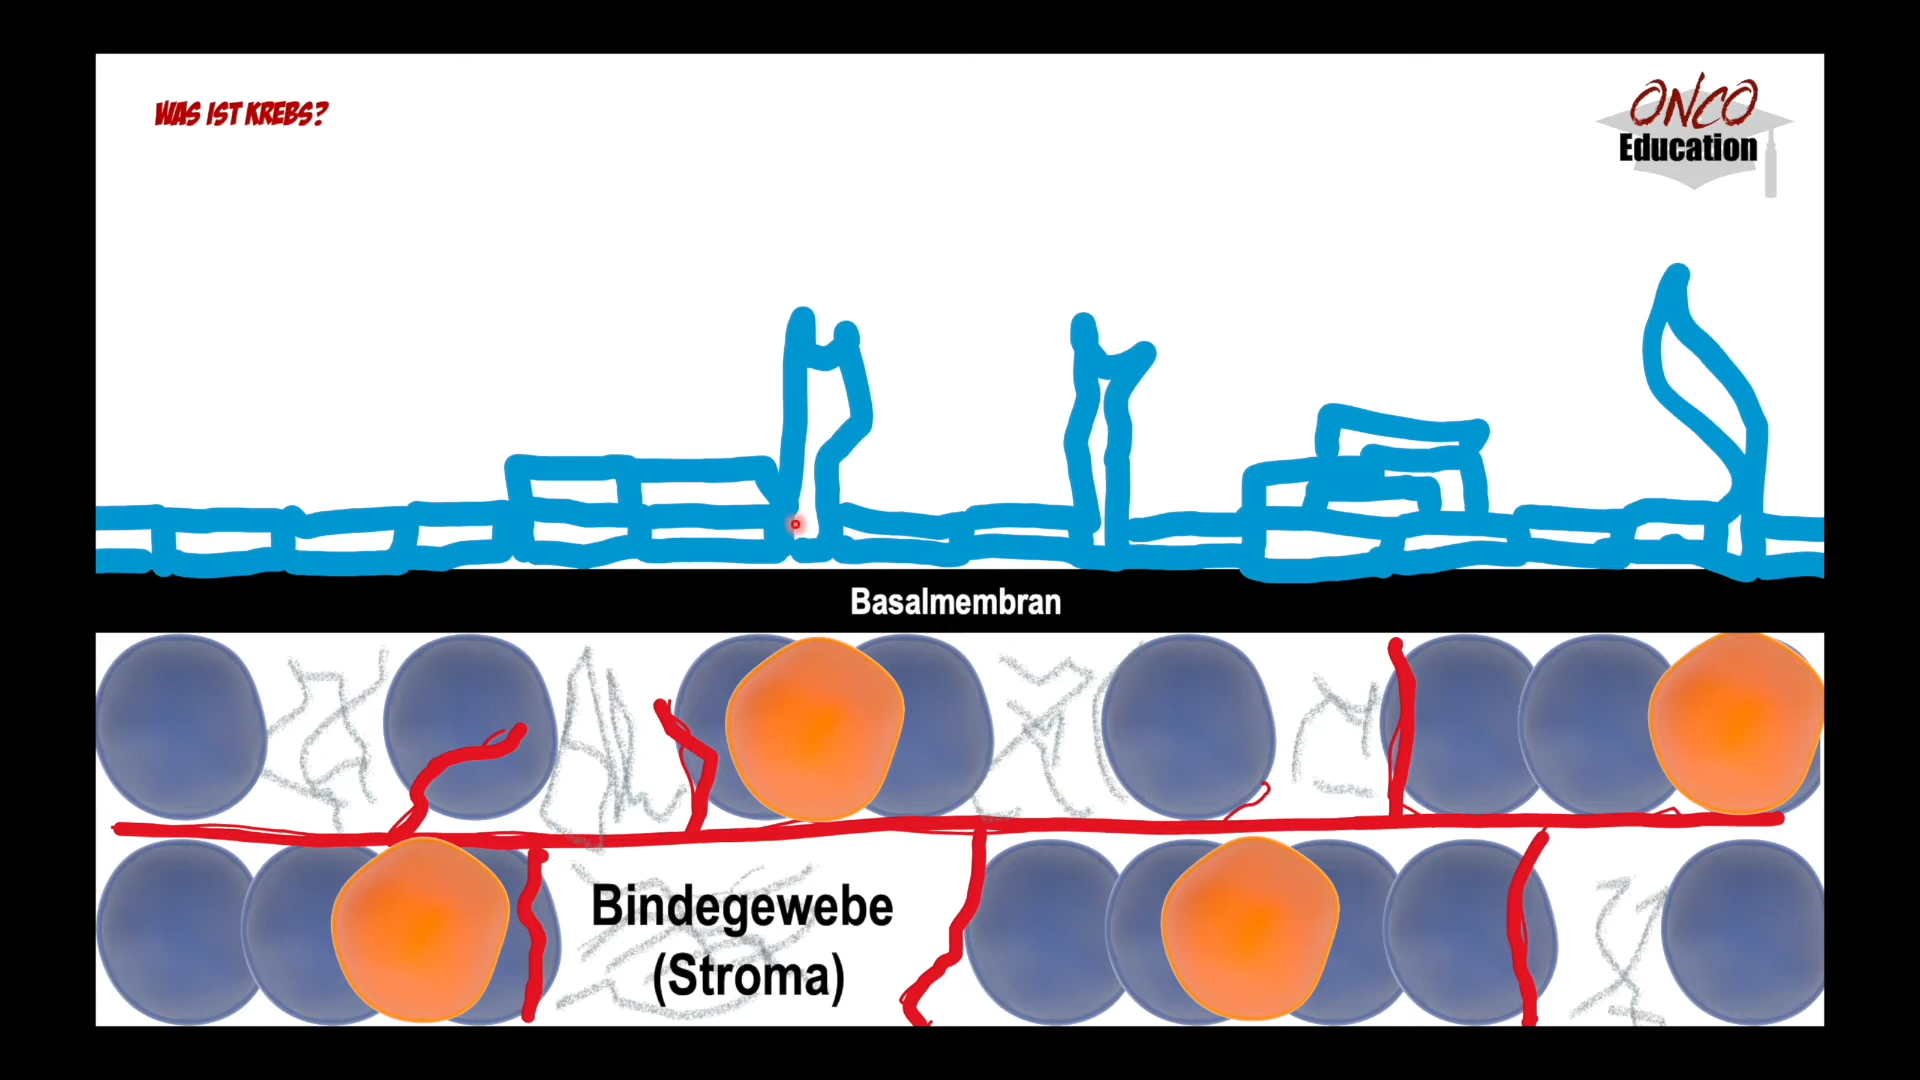 WAS IST KREBS?
ONCO
Education
Basalmembran
Bindegewebe
(Stroma)